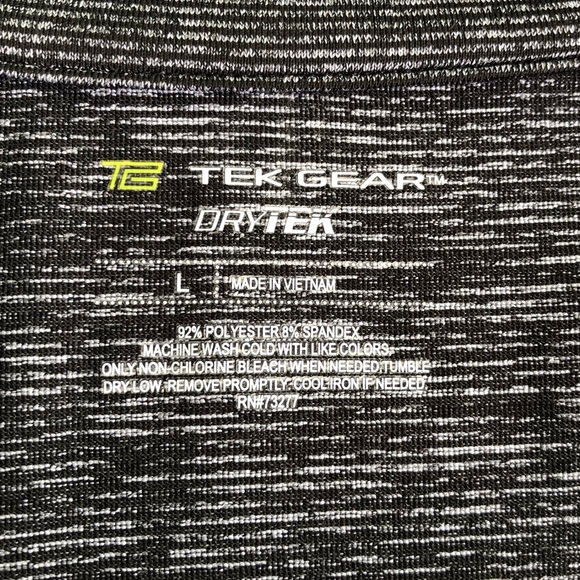 TG TEK GEAR™
DRYTEK
L MADE IN VIETNAM
92% POLYESTER 8% SPANDEX
MACHINE WASH COLD WITH LIKE COLORS,
ONLY NON-CHLORINE BLEACH WHEN NEEDED,TUMBLE
DRY LOW. REMOVE PROMPTLY. COOL IRON IF NEEDED.
RN#73277